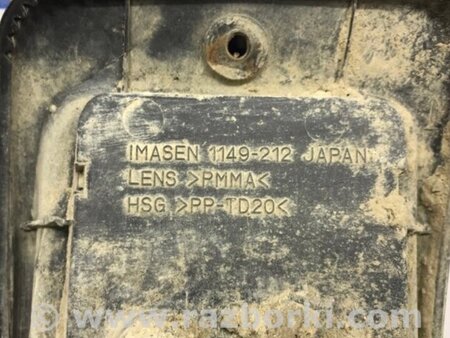 IMASEN 1149-212 JAPAN
LENS >PMMA<
HSG >PP-TD20<
© www.razborki.com